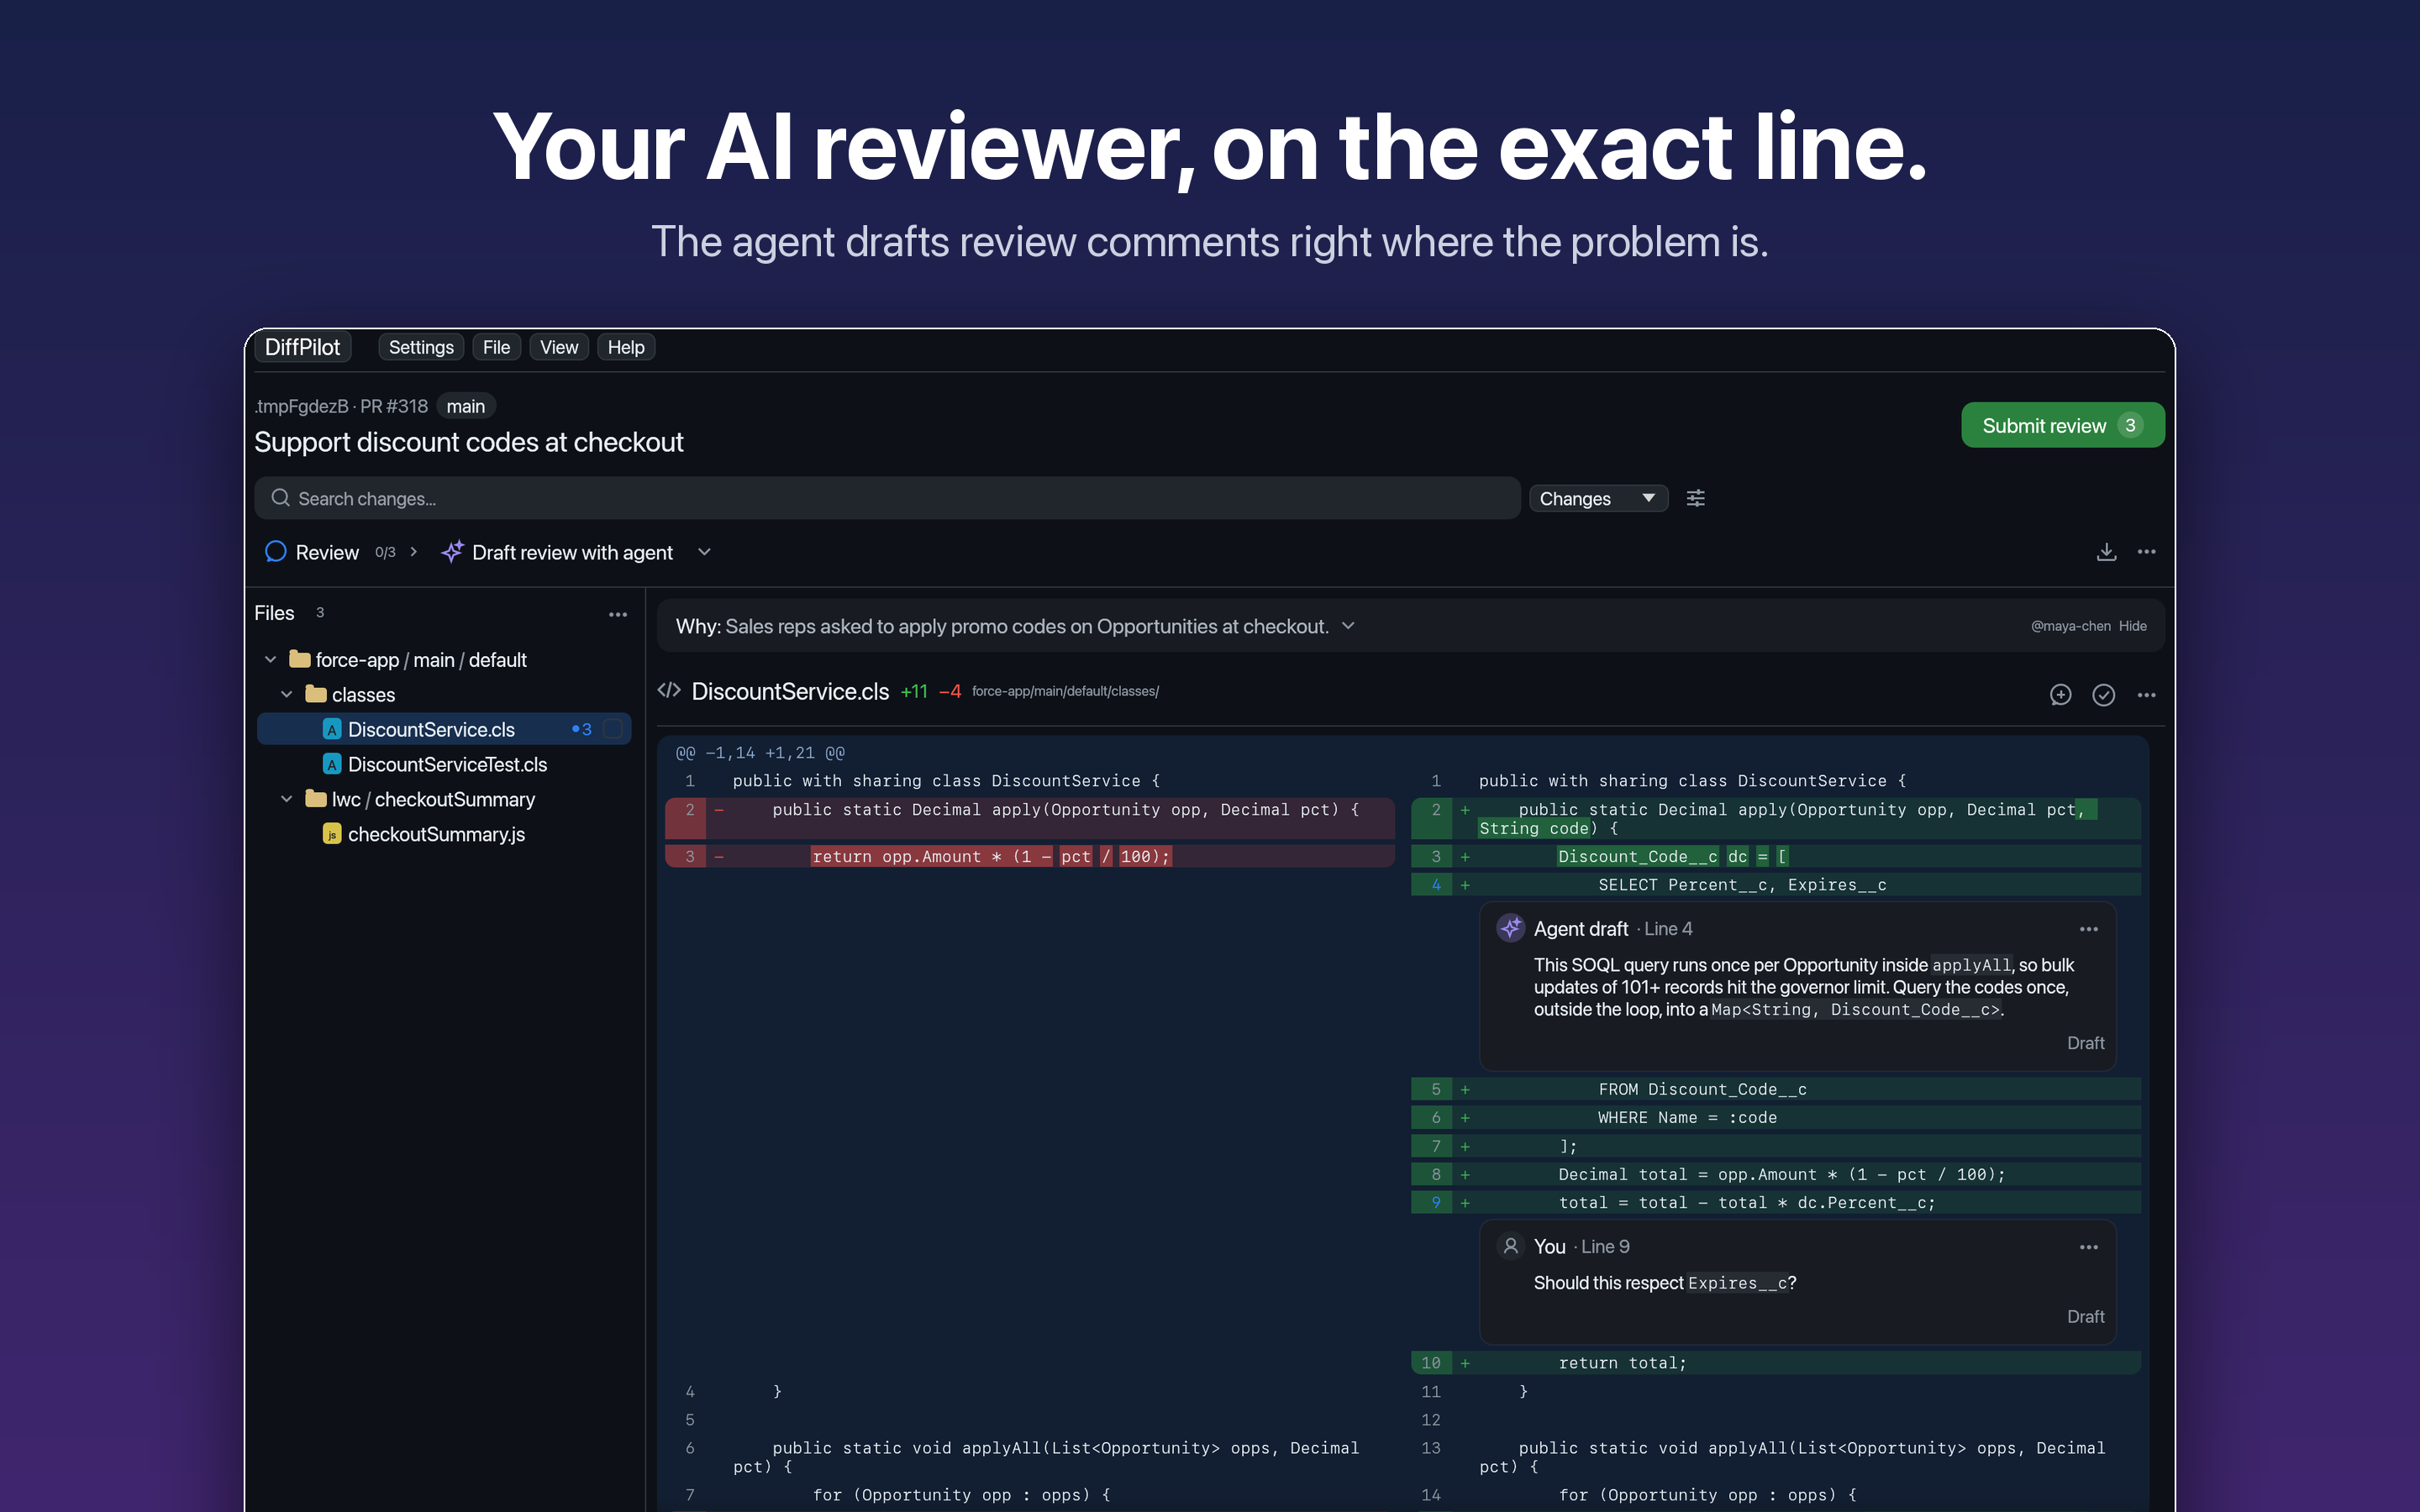 Your AI reviewer, on the exact line.
The agent drafts review comments right where the problem is.
DiffPilot Settings File View Help
.tmpFgdezB · PR #318 main
Support discount codes at checkout
Submit review 3
Search changes...
Changes
Review 0/3 Draft review with agent
Files 3
force-app / main / default
classes
A DiscountService.cls 3
A DiscountServiceTest.cls
lwc / checkoutSummary
js checkoutSummary.js
Why: Sales reps asked to apply promo codes on Opportunities at checkout.
@maya-chen Hide
</> DiscountService.cls +11 −4 force-app/main/default/classes/
@@ −1,14 +1,21 @@
1 public with sharing class DiscountService {
2 − public static Decimal apply(Opportunity opp, Decimal pct) {
3 − return opp.Amount * (1 − pct / 100);
4 }
5
6 public static void applyAll(List<Opportunity> opps, Decimal
pct) {
7 for (Opportunity opp : opps) {
1 public with sharing class DiscountService {
2 + public static Decimal apply(Opportunity opp, Decimal pct,
String code) {
3 + Discount_Code__c dc = [
4 + SELECT Percent__c, Expires__c
Agent draft · Line 4
This SOQL query runs once per Opportunity inside applyAll, so bulk
updates of 101+ records hit the governor limit. Query the codes once,
outside the loop, into a Map<String, Discount_Code__c>.
Draft
5 + FROM Discount_Code__c
6 + WHERE Name = :code
7 + ];
8 + Decimal total = opp.Amount * (1 − pct / 100);
9 + total = total − total * dc.Percent__c;
You · Line 9
Should this respect Expires__c?
Draft
10 + return total;
11 }
12
13 public static void applyAll(List<Opportunity> opps, Decimal
pct) {
14 for (Opportunity opp : opps) {